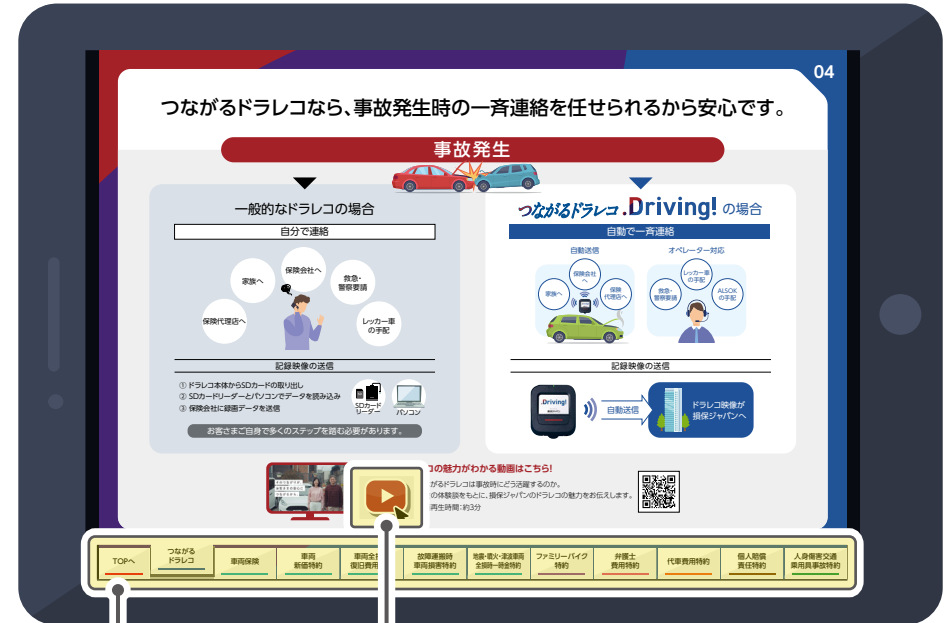 04
つながるドラレコなら、事故発生時の一斉連絡を任せられるから安心です。
事故発生
一般的なドラレコの場合
自分で連絡
保険会社へ
家族へ
救急・
警察要請
保険代理店へ
レッカー車
の手配
記録映像の送信
① ドラレコ本体からSDカードの取り出し
② SDカードリーダーとパソコンでデータを読み込み
③ 保険会社に録画データを送信
SDカード
リーダー
パソコン
お客さまご自身で多くのステップを踏む必要があります。
つながるドラレコ.Driving! の場合
自動で一斉連絡
自動送信
オペレーター対応
保険会社
へ
家族へ
保険
代理店へ
レッカー車
の手配
救急・
警察要請
ALSOK
の手配
記録映像の送信
.Driving!
自動送信
ドラレコ映像が
損保ジャパンへ
コの魅力がわかる動画はこちら!
がるドラレコは事故時にどう活躍するのか。
の体験談をもとに、損保ジャパンのドラレコの魅力をお伝えします。
再生時間:約3分
TOPへ
つながる
ドラレコ
車両保険
車両
新価特約
車両全損
復旧費用
故障運搬時
車両損害特約
地震・噴火・津波車両
全損時一時金特約
ファミリーバイク
特約
弁護士
費用特約
代車費用特約
個人賠償
責任特約
人身傷害交通
乗用具事故特約